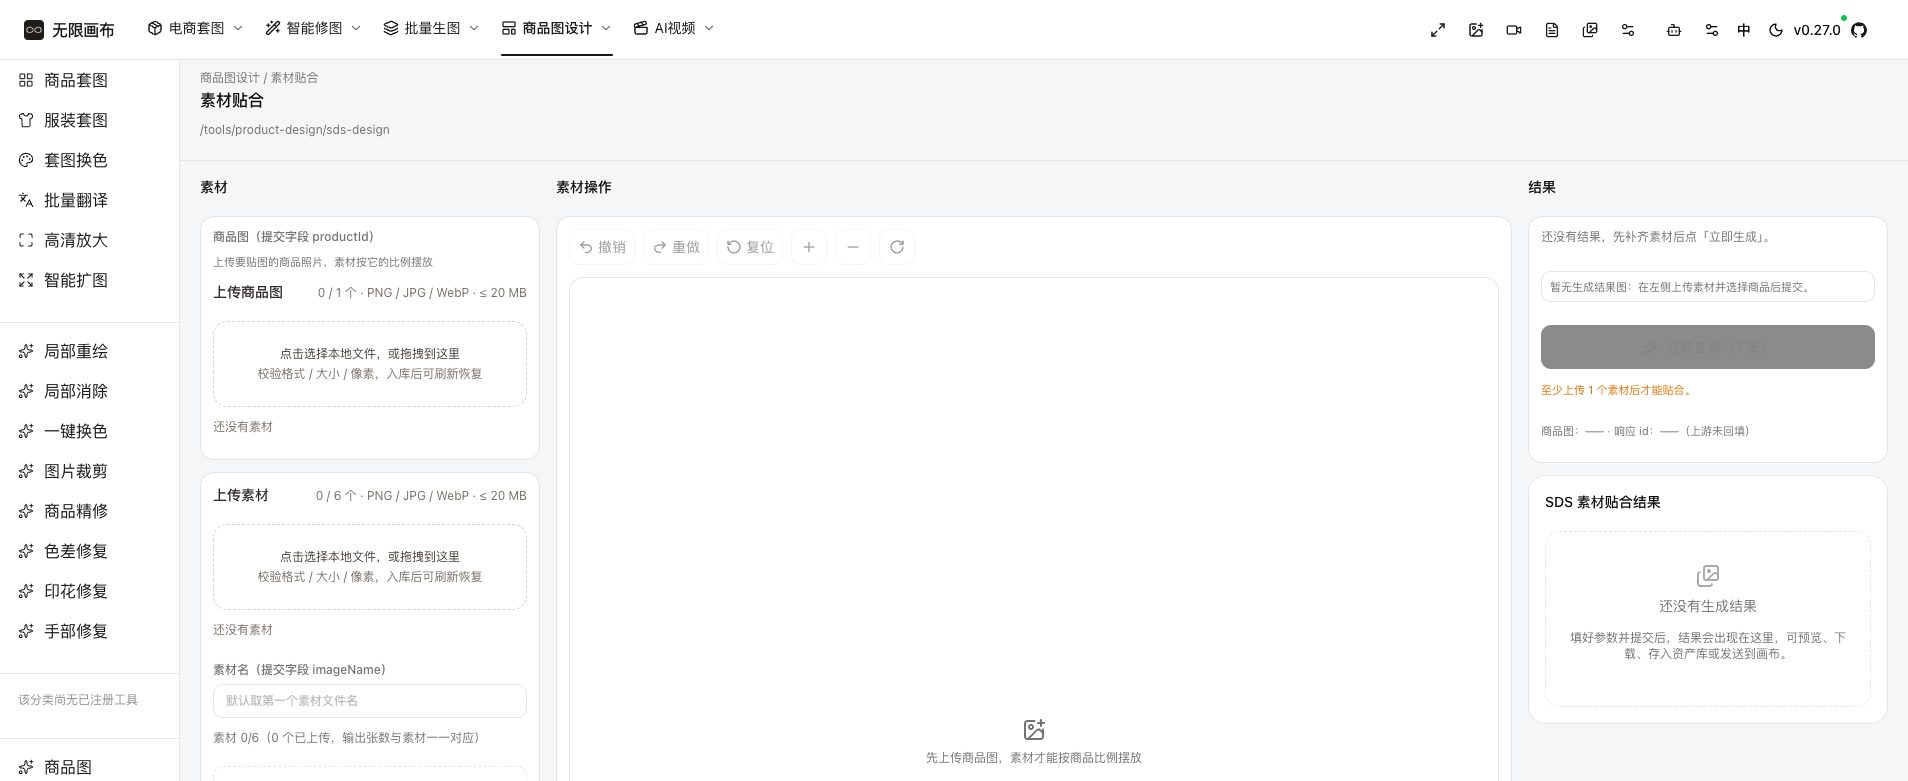 无限画布
电商套图
智能修图
批量生图
商品图设计
AI视频
中
v0.27.0
商品套图
服装套图
套图换色
批量翻译
高清放大
智能扩图
局部重绘
局部消除
一键换色
图片裁剪
商品精修
色差修复
印花修复
手部修复
该分类尚无已注册工具
商品图
商品图设计 / 素材贴合
素材贴合
/tools/product-design/sds-design
素材
商品图（提交字段 productId）
上传要贴图的商品照片，素材按它的比例摆放
上传商品图 0 / 1 个 · PNG / JPG / WebP · ≤ 20 MB
点击选择本地文件，或拖拽到这里
校验格式 / 大小 / 像素，入库后可刷新恢复
还没有素材
上传素材 0 / 6 个 · PNG / JPG / WebP · ≤ 20 MB
点击选择本地文件，或拖拽到这里
校验格式 / 大小 / 像素，入库后可刷新恢复
还没有素材
素材名（提交字段 imageName）
默认取第一个素材文件名
素材 0/6（0 个已上传，输出张数与素材一一对应）
素材操作
撤销
重做
复位
先上传商品图，素材才能按商品比例摆放
结果
还没有结果，先补齐素材后点「立即生成」。
暂无生成结果图：在左侧上传素材并选择商品后提交。
立即生成（1 张）
至少上传 1 个素材后才能贴合。
商品图： —— · 响应 id： —— （上游未回填）
SDS 素材贴合结果
还没有生成结果
填好参数并提交后，结果会出现在这里，可预览、下
载、存入资产库或发送到画布。